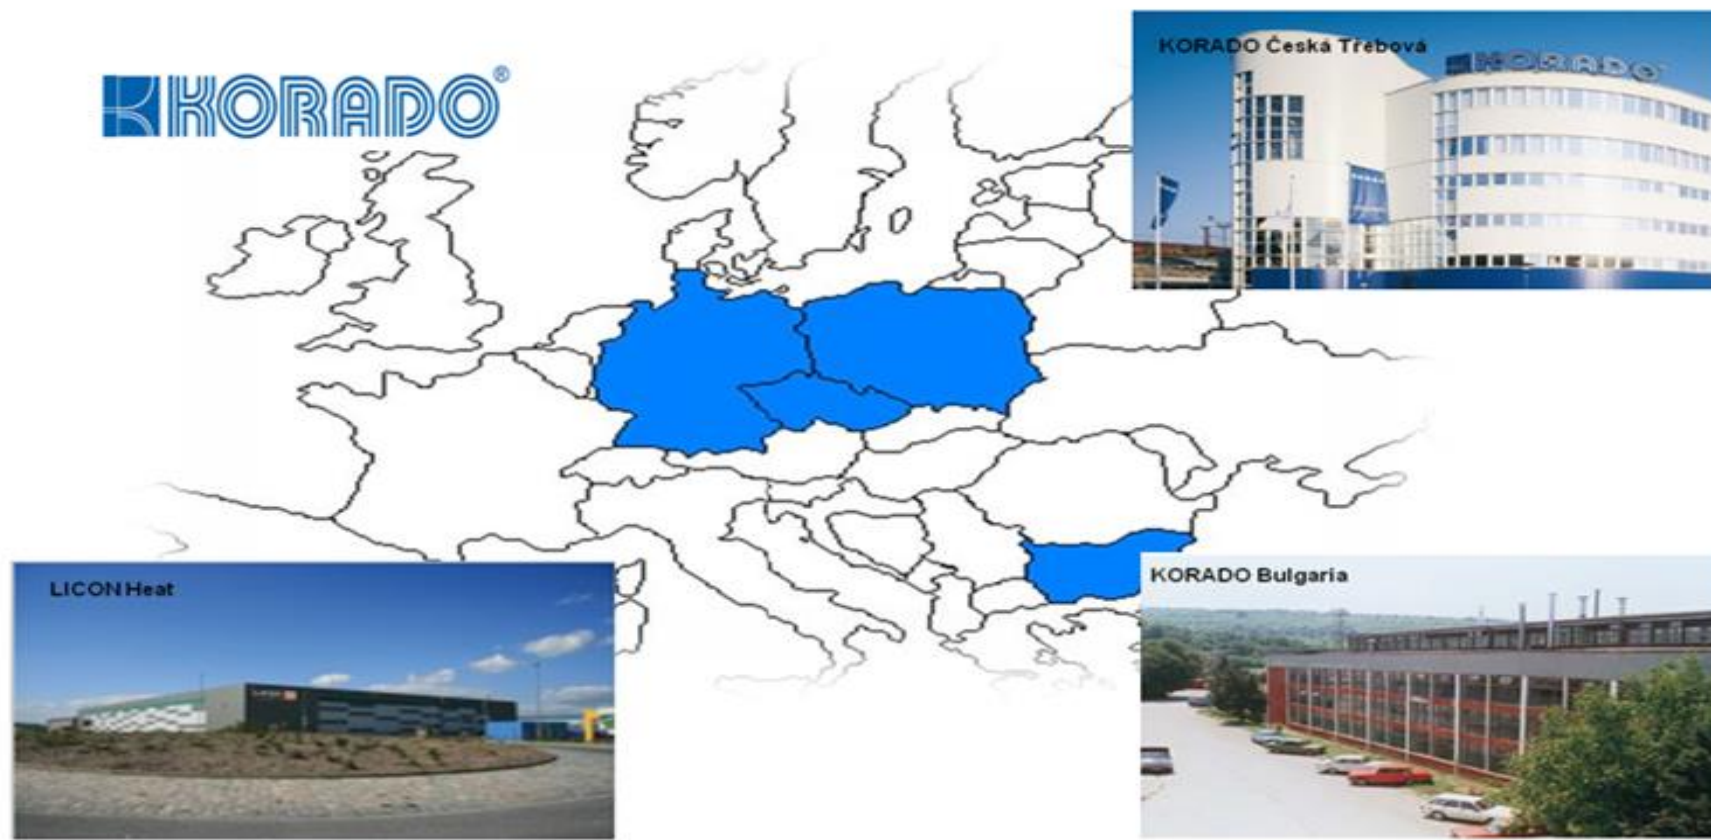 KORADO®
KORADO Česká Třebová
KORADO
LICON Heat
KORADO Bulgaria